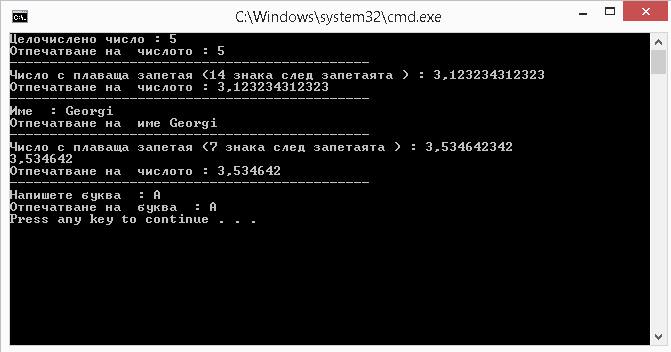 C:\Windows\system32\cmd.exe
Целочислено число : 5
Отпечатване на  числото : 5
---------------------------------------------
Число с плаваща запетая (14 знака след запетаята ) : 3,123234312323
Отпечатване на  числото : 3,123234312323
---------------------------------------------
Име  : Georgi
Отпечатване на  име Georgi
---------------------------------------------
Число с плаваща запетая (7 знака след запетаята ) : 3,534642342
3,534642
Отпечатване на  числото : 3,534642
---------------------------------------------
Напишете буква  : A
Отпечатване на  буква  : A
Press any key to continue . . .